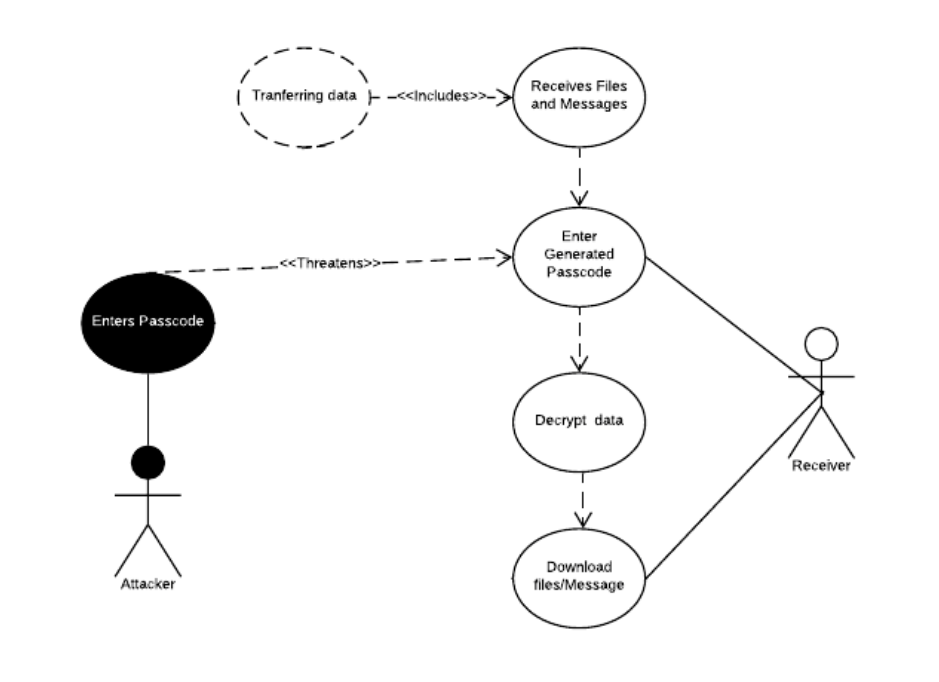 Tranferring data
<<Includes>>
Receives Files
and Messages
Enter
Generated
Passcode
<<Threatens>>
Enters Passcode
Decrypt data
Receiver
Download
files/Message
Attacker